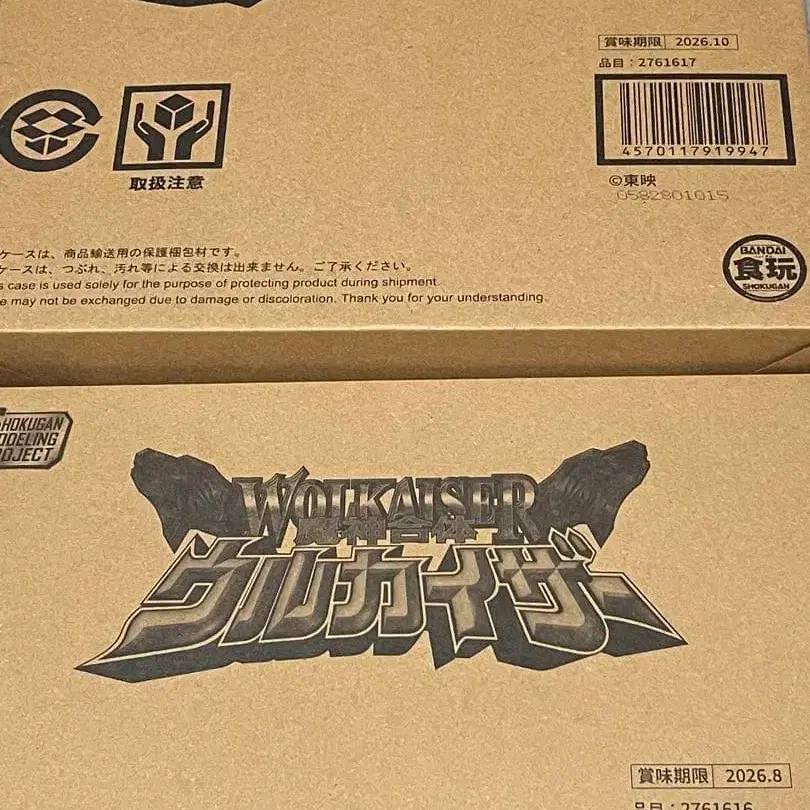 賞味期限 2026.10
品目：2761617
4570117919947
©東映
0582801015
取扱注意
ケースは、商品輸送用の保護梱包材です。
ケースは、つぶれ、汚れ等による交換は出来ません。ご了承ください。
s case is used solely for the purpose of protecting product during shipment.
e may not be exchanged due to damage or discoloration. Thank you for your understanding.
BANDAI
食玩
SHOKUGAN
HOKUGAN
ODELING
OJECT
WOLKAISER
魔神合体
ウルカイザー
賞味期限 2026.8
品目：2761616